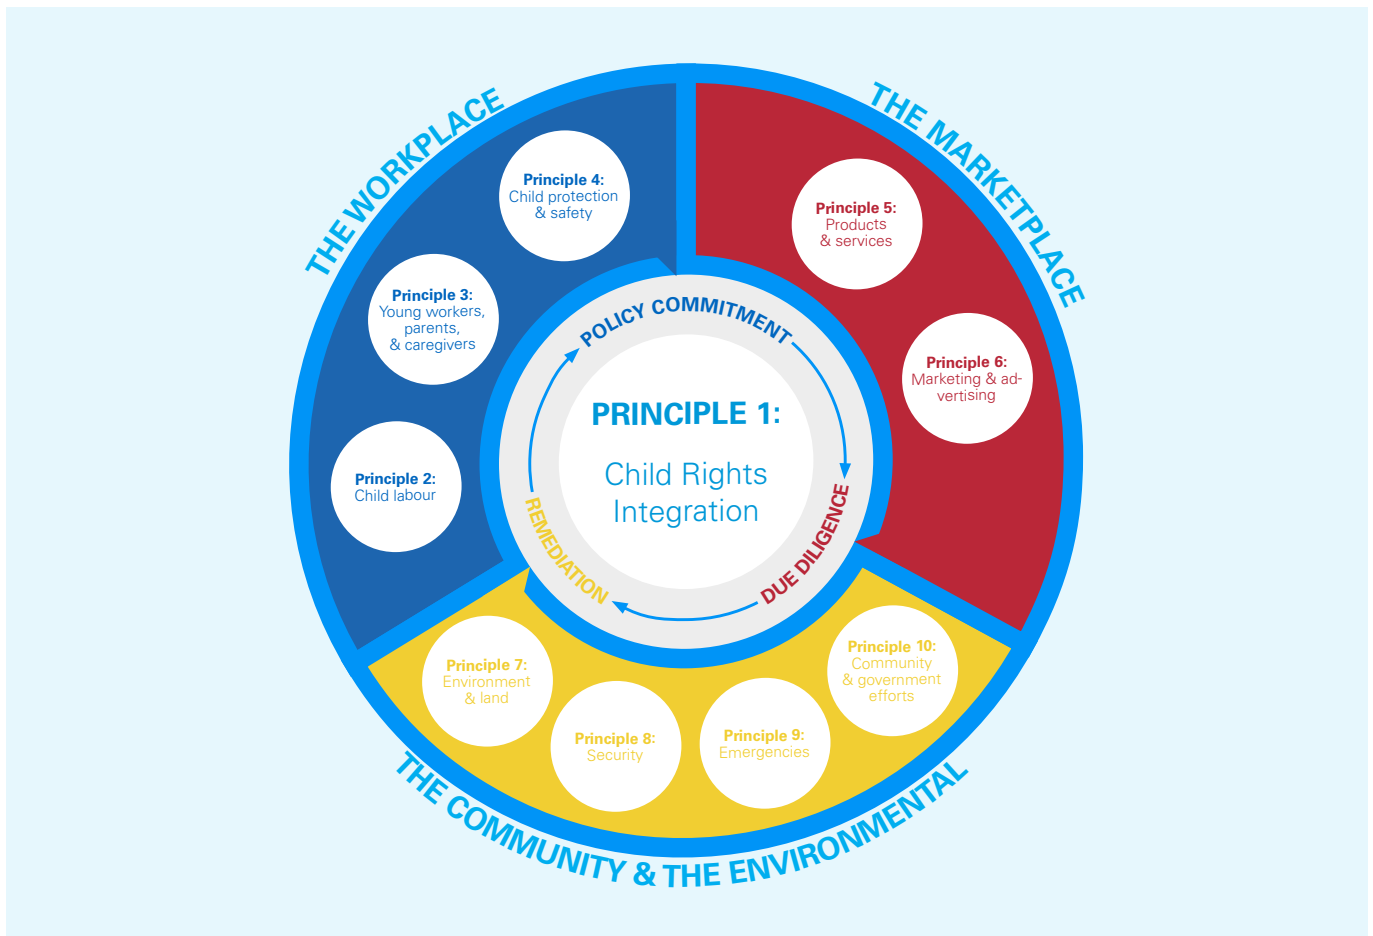 THE WORKPLACE
THE MARKETPLACE
Principle 4:
Child protection
& safety
Principle 5:
Products
& services
Principle 3:
Young workers,
parents,
& caregivers
Principle 6:
Marketing & ad-
vertising
Principle 2:
Child labour
POLICY COMMITMENT
DUE DILIGENCE
REMEDIATION
PRINCIPLE 1:
Child Rights
Integration
Principle 7:
Environment
& land
Principle 8:
Security
Principle 9:
Emergencies
Principle 10:
Community
& government
efforts
THE COMMUNITY & THE ENVIRONMENTAL